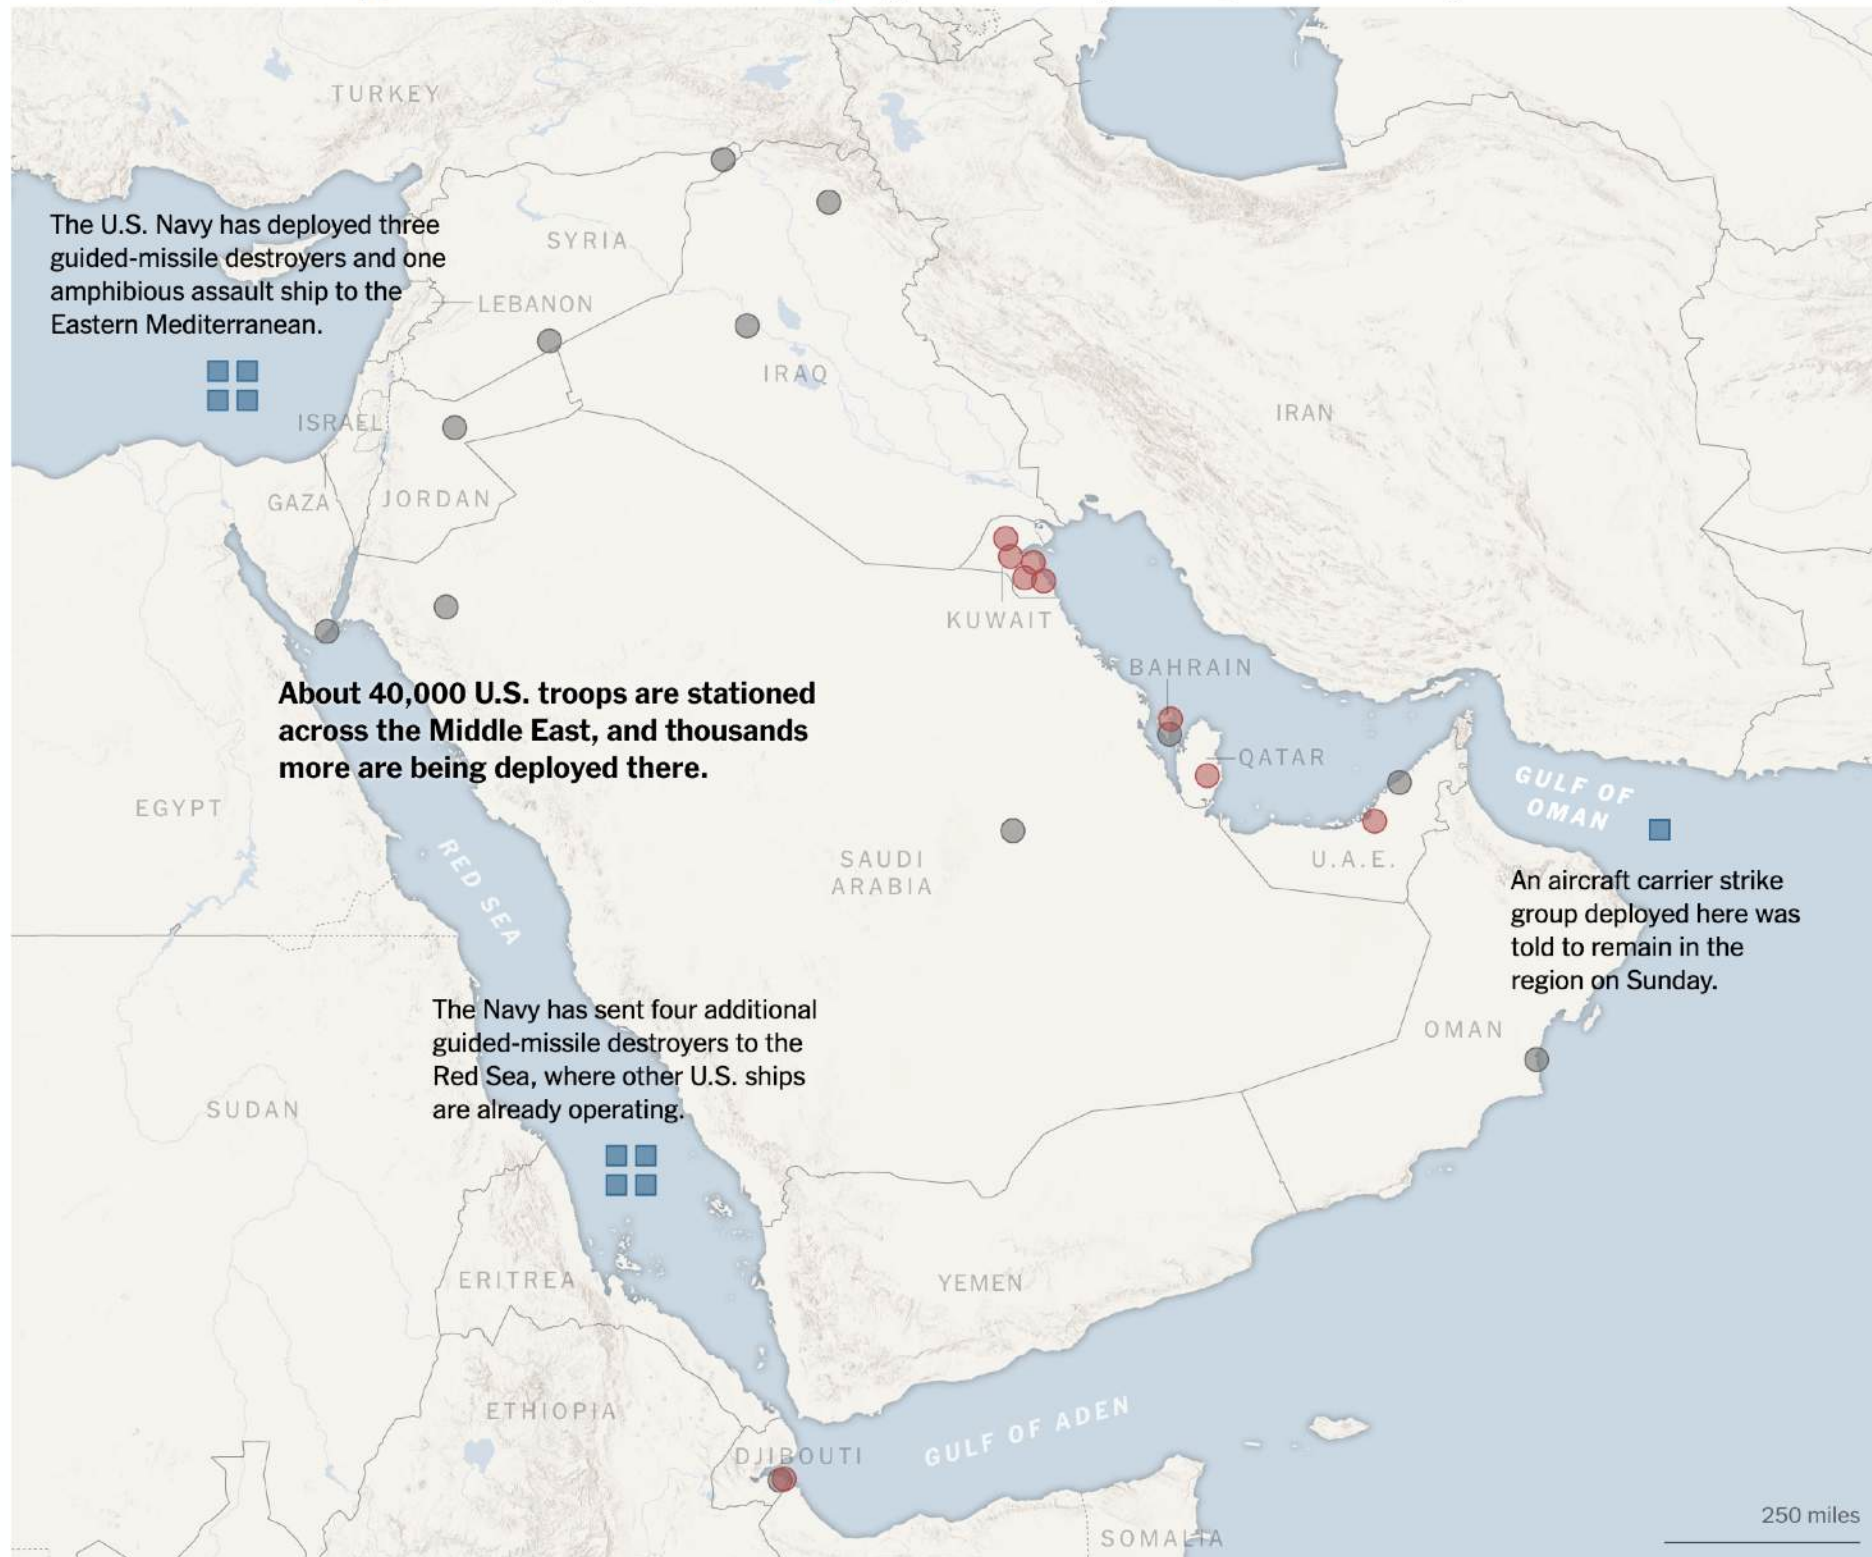 TURKEY
The U.S. Navy has deployed three
guided-missile destroyers and one
amphibious assault ship to the
Eastern Mediterranean.
SYRIA
LEBANON
IRAQ
IRAN
ISRAEL
GAZA
JORDAN
KUWAIT
BAHRAIN
QATAR
About 40,000 U.S. troops are stationed
across the Middle East, and thousands
more are being deployed there.
EGYPT
RED SEA
SAUDI
ARABIA
U.A.E.
GULF OF
OMAN
An aircraft carrier strike
group deployed here was
told to remain in the
region on Sunday.
OMAN
The Navy has sent four additional
guided-missile destroyers to the
Red Sea, where other U.S. ships
are already operating.
SUDAN
ERITREA
YEMEN
ETHIOPIA
DJIBOUTI
GULF OF ADEN
SOMALIA
250 miles